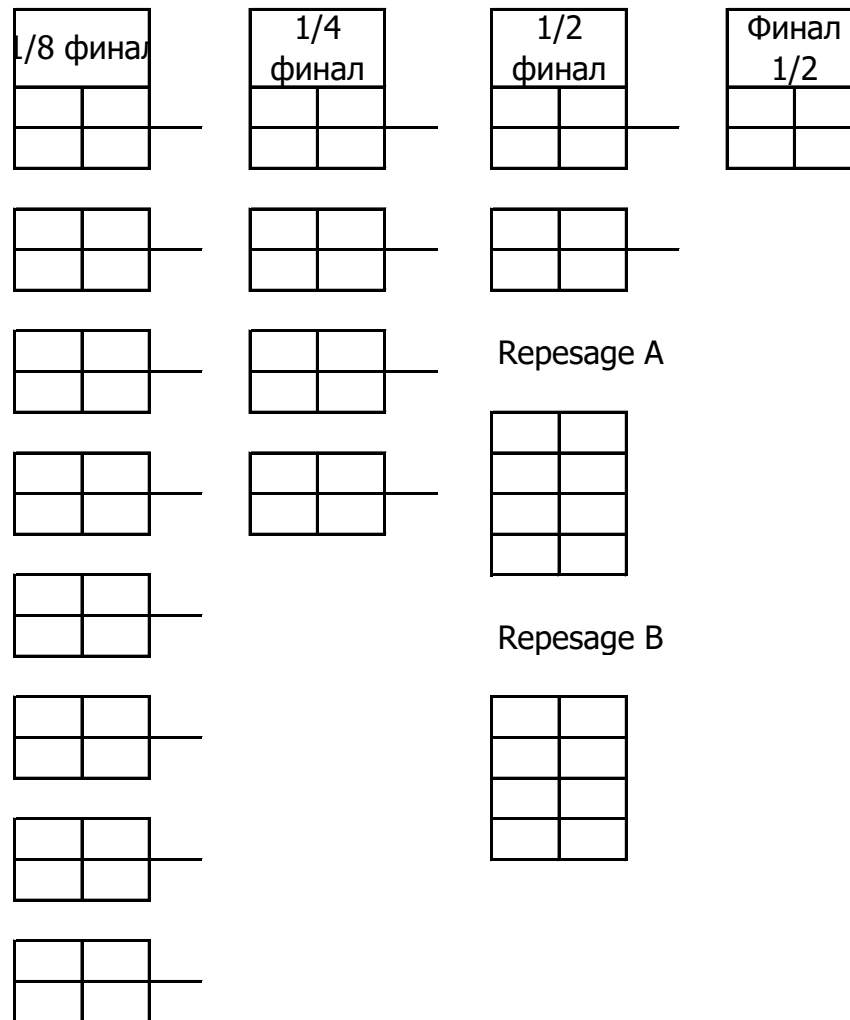 1/8 финал
1/4
финал
1/2
финал
Финал
1/2
Repesage A
Repesage B